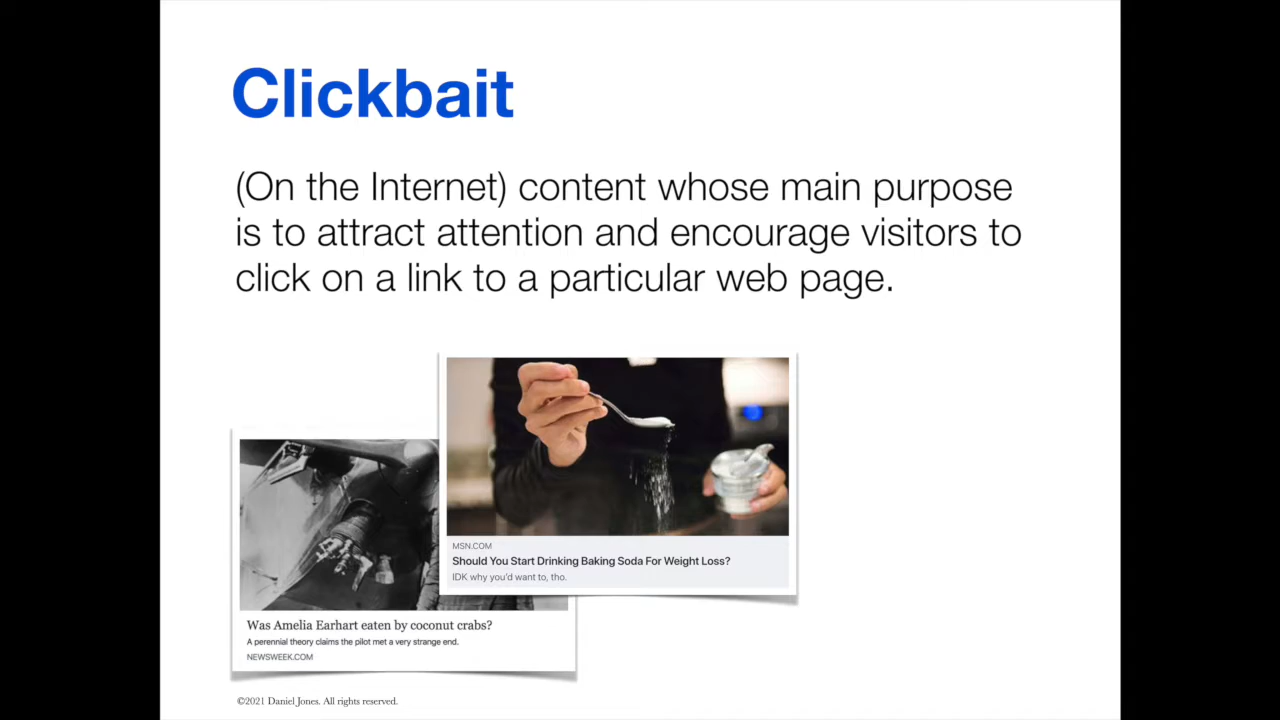 Clickbait
(On the Internet) content whose main purpose
is to attract attention and encourage visitors to
click on a link to a particular web page.
MSN.COM
Should You Start Drinking Baking Soda For Weight Loss?
IDK why you'd want to, tho.
Was Amelia Earhart eaten by coconut crabs?
A perennial theory claims the pilot met a very strange end.
NEWSWEEK.COM
©2021 Daniel Jones. All rights reserved.